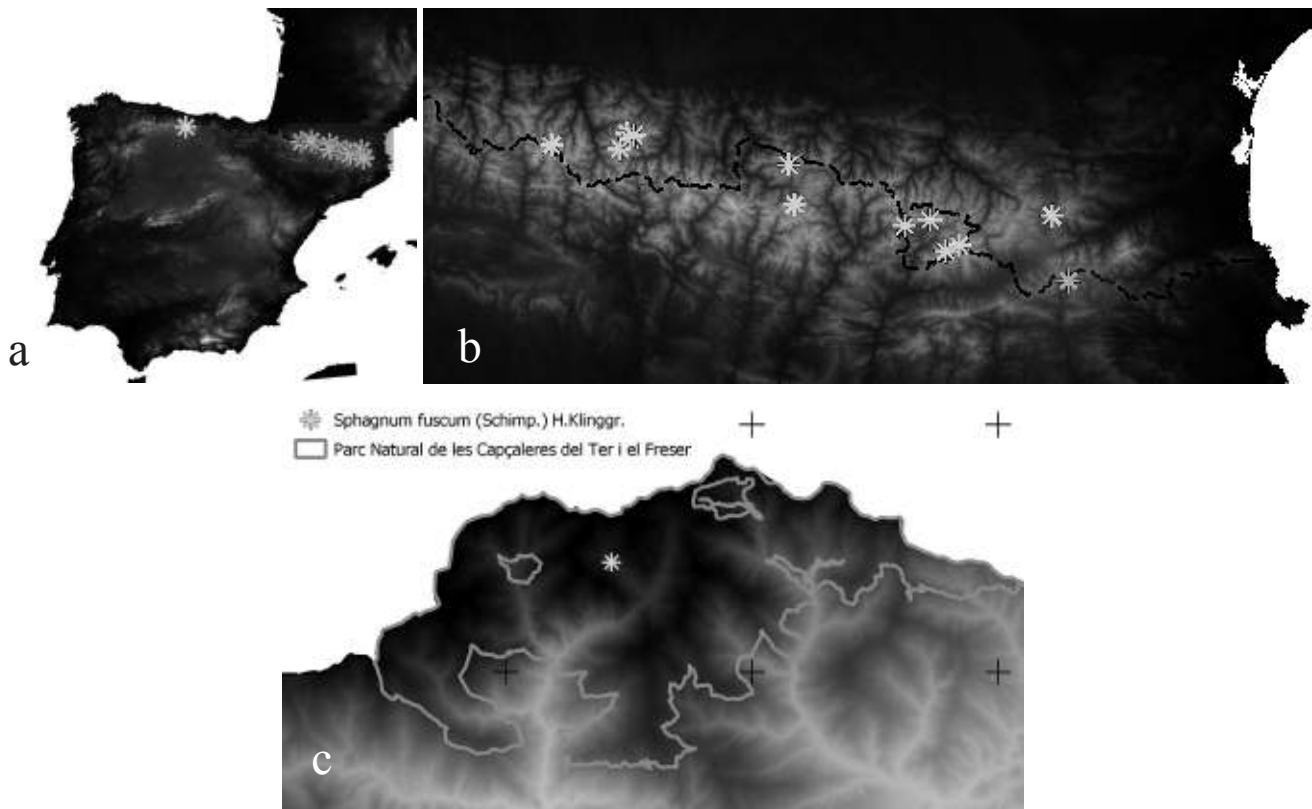 a
b
Sphagnum fuscum (Schimp.) H.Klinggr.
Parc Natural de les Capçaleres del Ter i el Freser
c